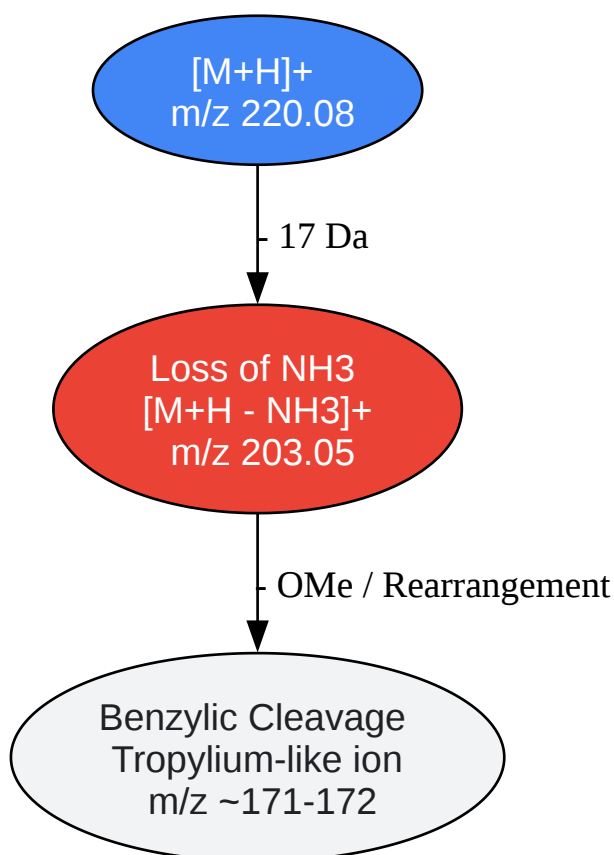 [M+H]+
m/z 220.08
- 17 Da
Loss of NH3
[M+H - NH3]+
m/z 203.05
- OMe / Rearrangement
Benzylic Cleavage
Tropylium-like ion
m/z ~171-172